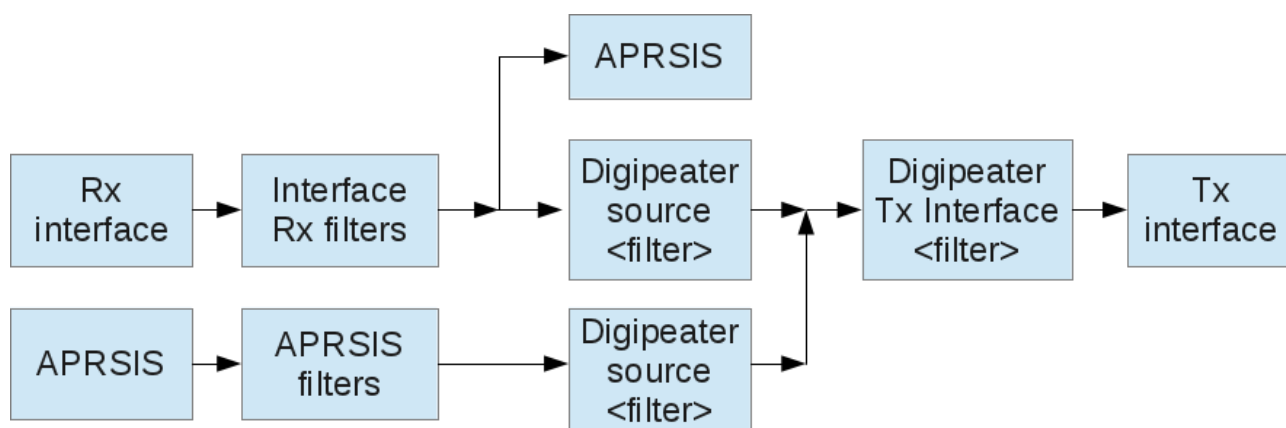 APRSIS
Rx
interface
Interface
Rx filters
Digipeater
source
<filter>
Digipeater
Tx Interface
<filter>
Tx
interface
APRSIS
APRSIS
filters
Digipeater
source
<filter>